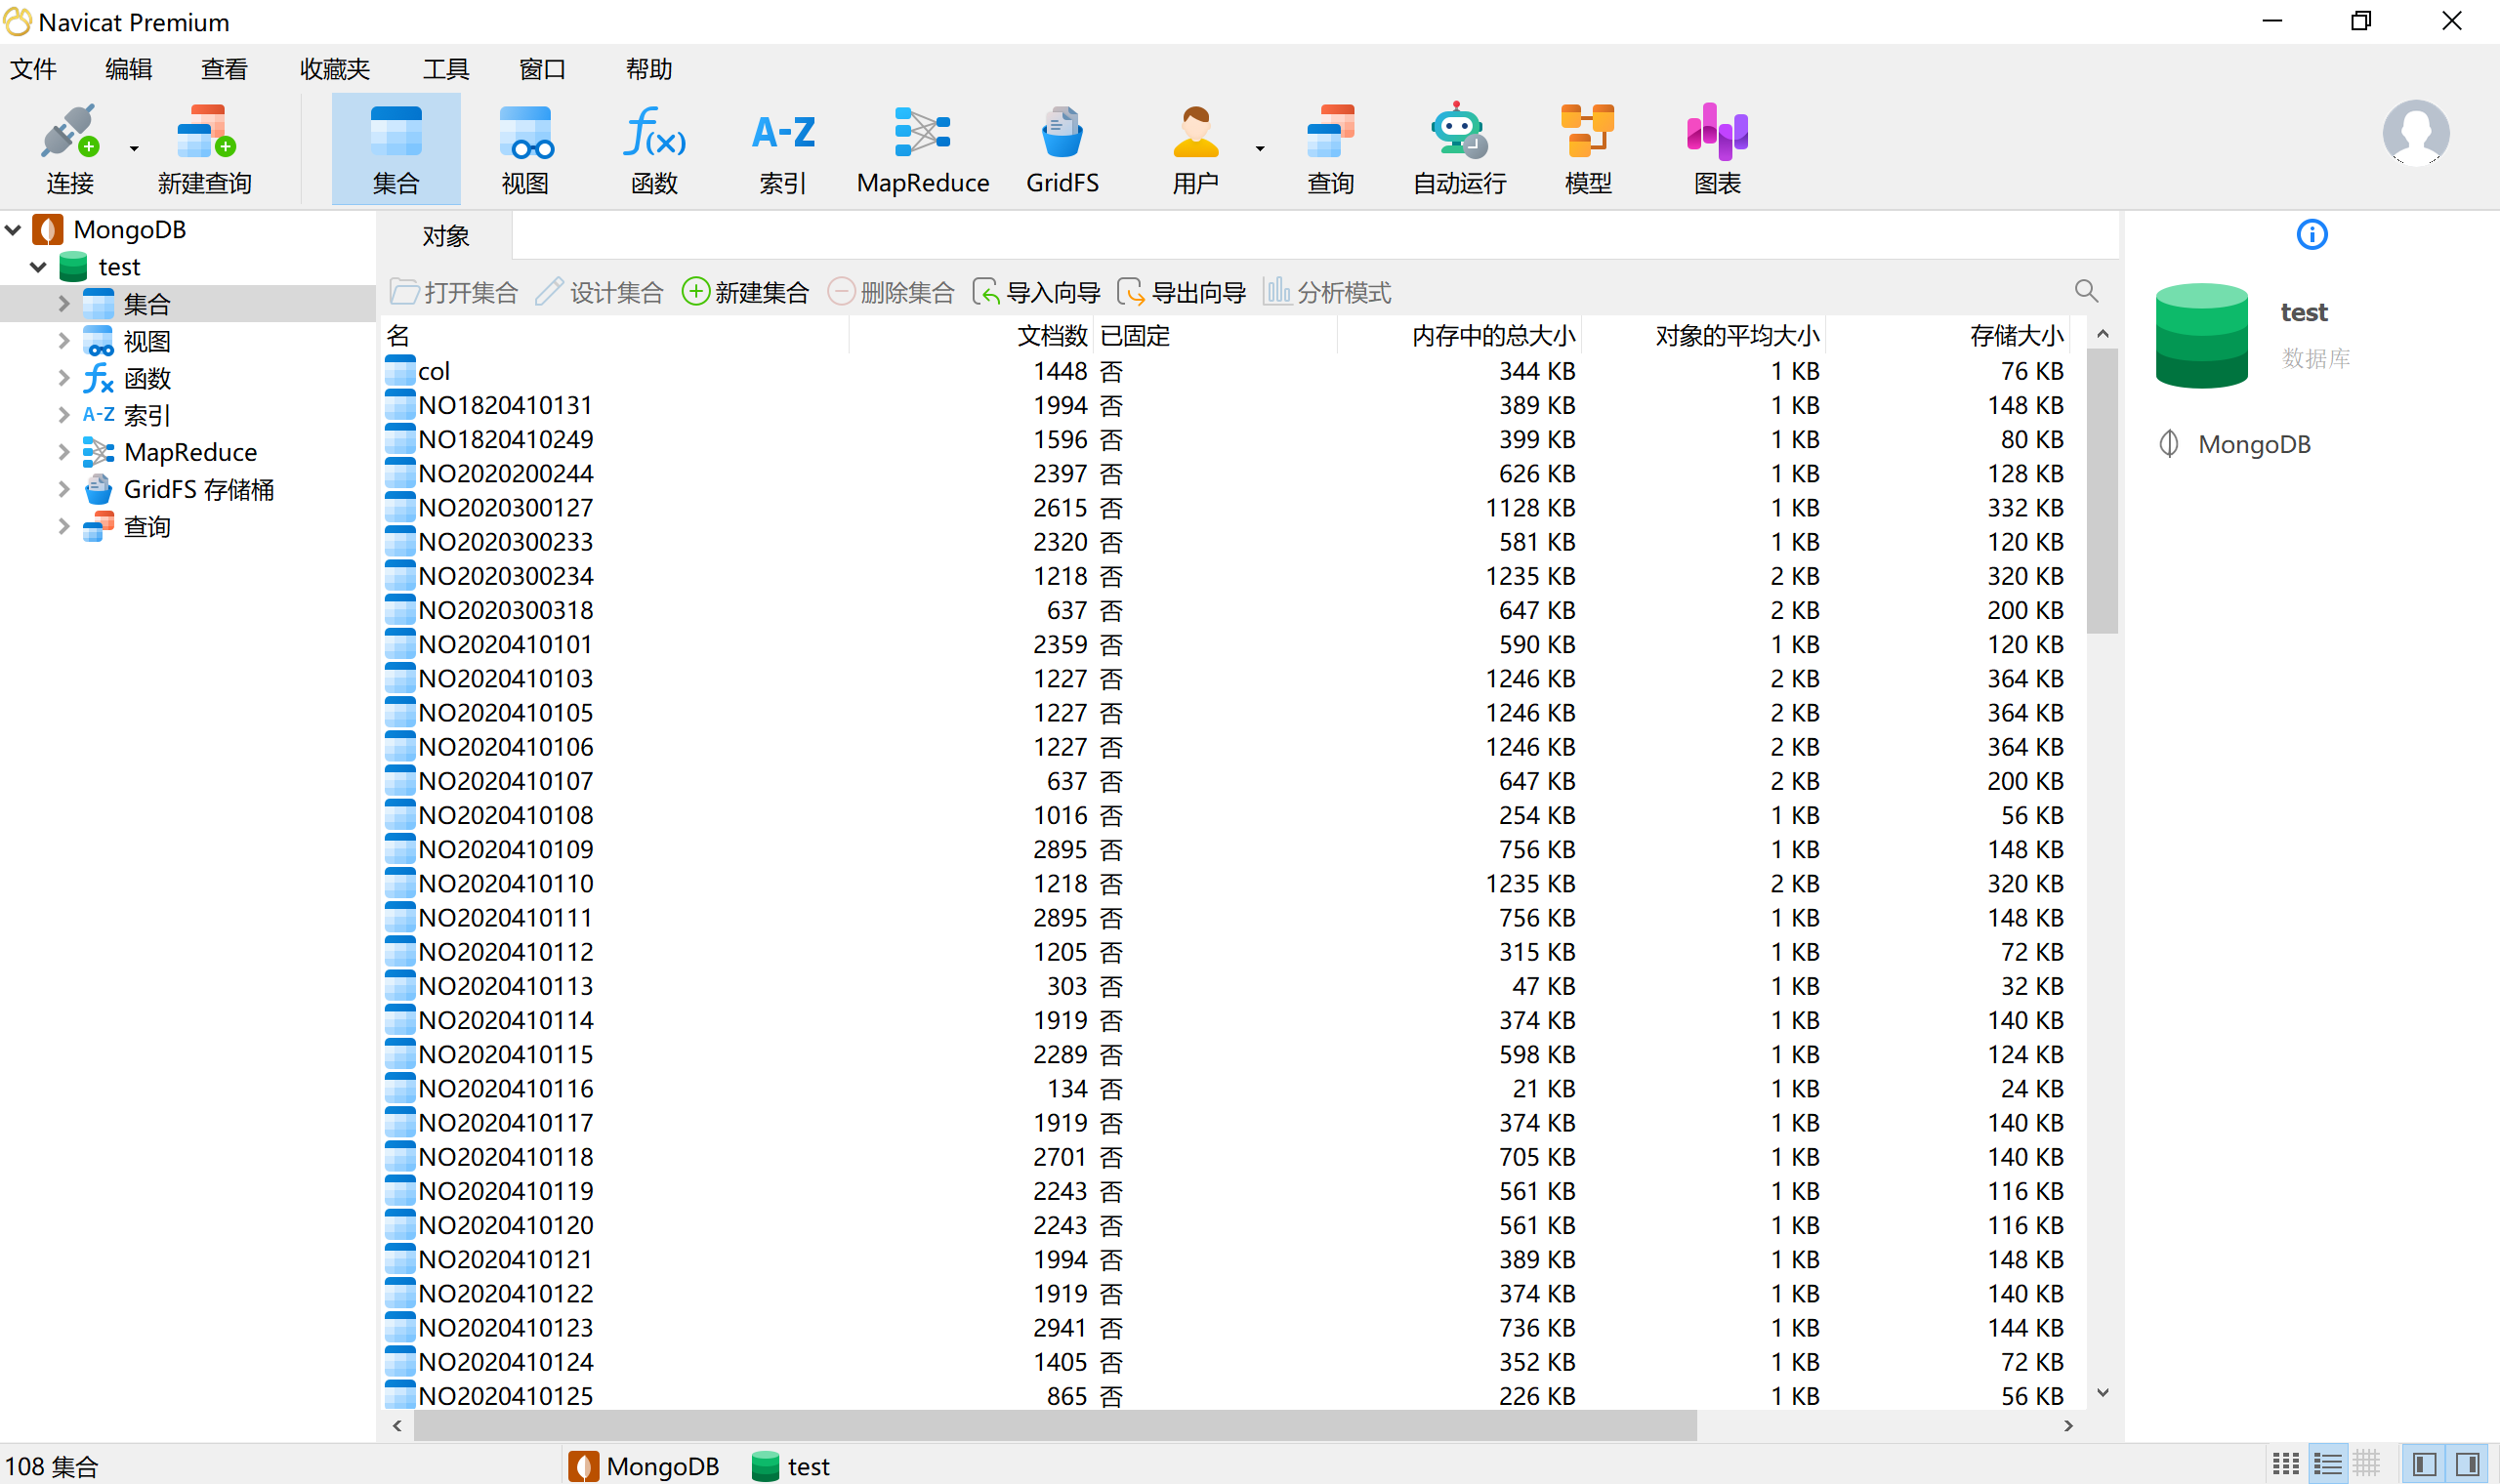 Navicat Premium
文件 编辑 查看 收藏夹 工具 窗口 帮助
连接 新建查询 集合 视图 函数 索引 MapReduce GridFS 用户 查询 自动运行 模型 图表
MongoDB
test
集合
视图
函数
索引
MapReduce
GridFS 存储桶
查询
对象
打开集合 设计集合 新建集合 删除集合 导入向导 导出向导 分析模式
名 文档数 已固定 内存中的总大小 对象的平均大小 存储大小
col 1448 否 344 KB 1 KB 76 KB
NO1820410131 1994 否 389 KB 1 KB 148 KB
NO1820410249 1596 否 399 KB 1 KB 80 KB
NO2020200244 2397 否 626 KB 1 KB 128 KB
NO2020300127 2615 否 1128 KB 1 KB 332 KB
NO2020300233 2320 否 581 KB 1 KB 120 KB
NO2020300234 1218 否 1235 KB 2 KB 320 KB
NO2020300318 637 否 647 KB 2 KB 200 KB
NO2020410101 2359 否 590 KB 1 KB 120 KB
NO2020410103 1227 否 1246 KB 2 KB 364 KB
NO2020410105 1227 否 1246 KB 2 KB 364 KB
NO2020410106 1227 否 1246 KB 2 KB 364 KB
NO2020410107 637 否 647 KB 2 KB 200 KB
NO2020410108 1016 否 254 KB 1 KB 56 KB
NO2020410109 2895 否 756 KB 1 KB 148 KB
NO2020410110 1218 否 1235 KB 2 KB 320 KB
NO2020410111 2895 否 756 KB 1 KB 148 KB
NO2020410112 1205 否 315 KB 1 KB 72 KB
NO2020410113 303 否 47 KB 1 KB 32 KB
NO2020410114 1919 否 374 KB 1 KB 140 KB
NO2020410115 2289 否 598 KB 1 KB 124 KB
NO2020410116 134 否 21 KB 1 KB 24 KB
NO2020410117 1919 否 374 KB 1 KB 140 KB
NO2020410118 2701 否 705 KB 1 KB 140 KB
NO2020410119 2243 否 561 KB 1 KB 116 KB
NO2020410120 2243 否 561 KB 1 KB 116 KB
NO2020410121 1994 否 389 KB 1 KB 148 KB
NO2020410122 1919 否 374 KB 1 KB 140 KB
NO2020410123 2941 否 736 KB 1 KB 144 KB
NO2020410124 1405 否 352 KB 1 KB 72 KB
NO2020410125 865 否 226 KB 1 KB 56 KB
test
数据库
MongoDB
108 集合 MongoDB test